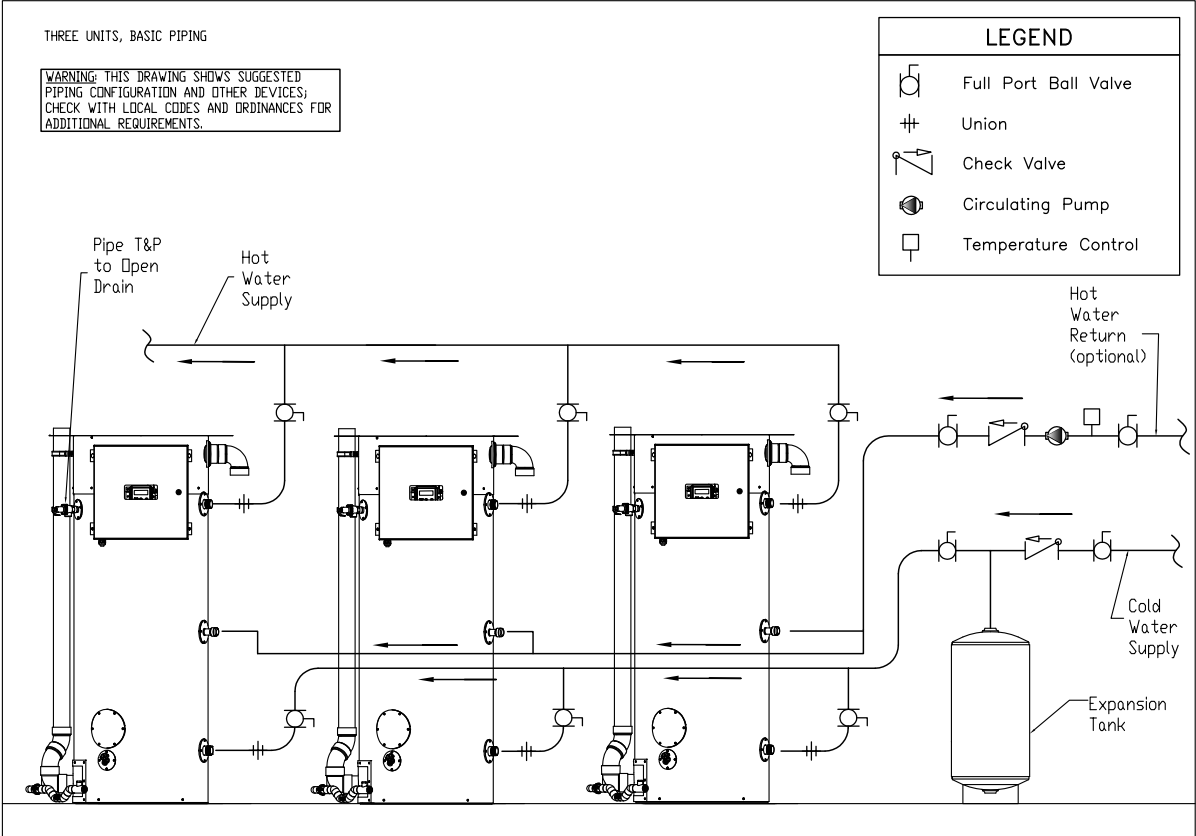 THREE UNITS, BASIC PIPING
WARNING: THIS DRAWING SHOWS SUGGESTED
PIPING CONFIGURATION AND OTHER DEVICES;
CHECK WITH LOCAL CODES AND ORDINANCES FOR
ADDITIONAL REQUIREMENTS.
LEGEND
Full Port Ball Valve
Union
Check Valve
Circulating Pump
Temperature Control
Pipe T&P
to Open
Drain
Hot
Water
Supply
Hot
Water
Return
(optional)
Cold
Water
Supply
Expansion
Tank